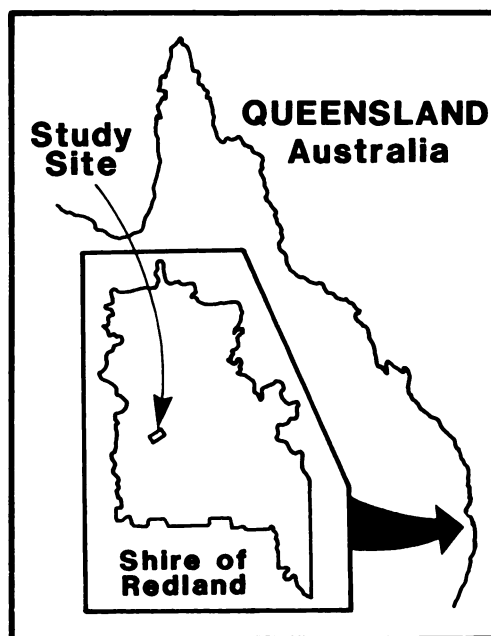 QUEENSLAND
Australia
Study
Site
Shire of
Redland